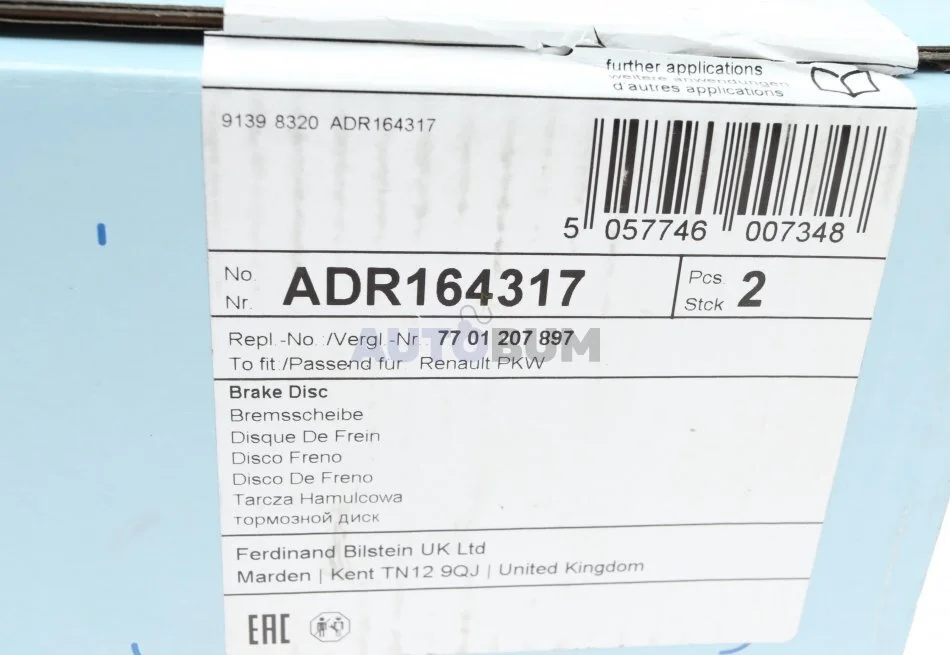 further applications
weitere anwendungen
d'autres applications
9139 8320 ADR164317
5 057746 007348
No.
Nr.
ADR164317
Pcs.
Stck
2
Repl.-No.:/Vergl.-Nr.: 77 01 207 897
To fit:/Passend für: Renault PKW
AUTOBUM
Brake Disc
Bremsscheibe
Disque De Frein
Disco Freno
Disco De Freno
Tarcza Hamulcowa
тормозной диск
Ferdinand Bilstein UK Ltd
Marden | Kent TN12 9QJ | United Kingdom
EAC